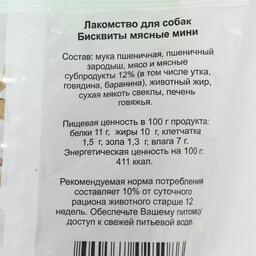 Лакомство для собак
Бисквиты мясные мини
Состав: мука пшеничная, пшеничный
зародыш, мясо и мясные
субпродукты 12% (в том числе утка,
говядина, баранина), животный жир,
сухая мякоть свеклы, печень
говяжья.
Пищевая ценность в 100 г продукта:
белки 11 г, жиры 10 г, клетчатка
1,5 г, зола 1,3 г, влага 7 г.
Энергетическая ценность на 100 г:
411 ккал.
Рекомендуемая норма потребления
составляет 10% от суточного
рациона животного старше 12
недель. Обеспечьте Вашему питомцу
доступ к свежей питьевой воде.